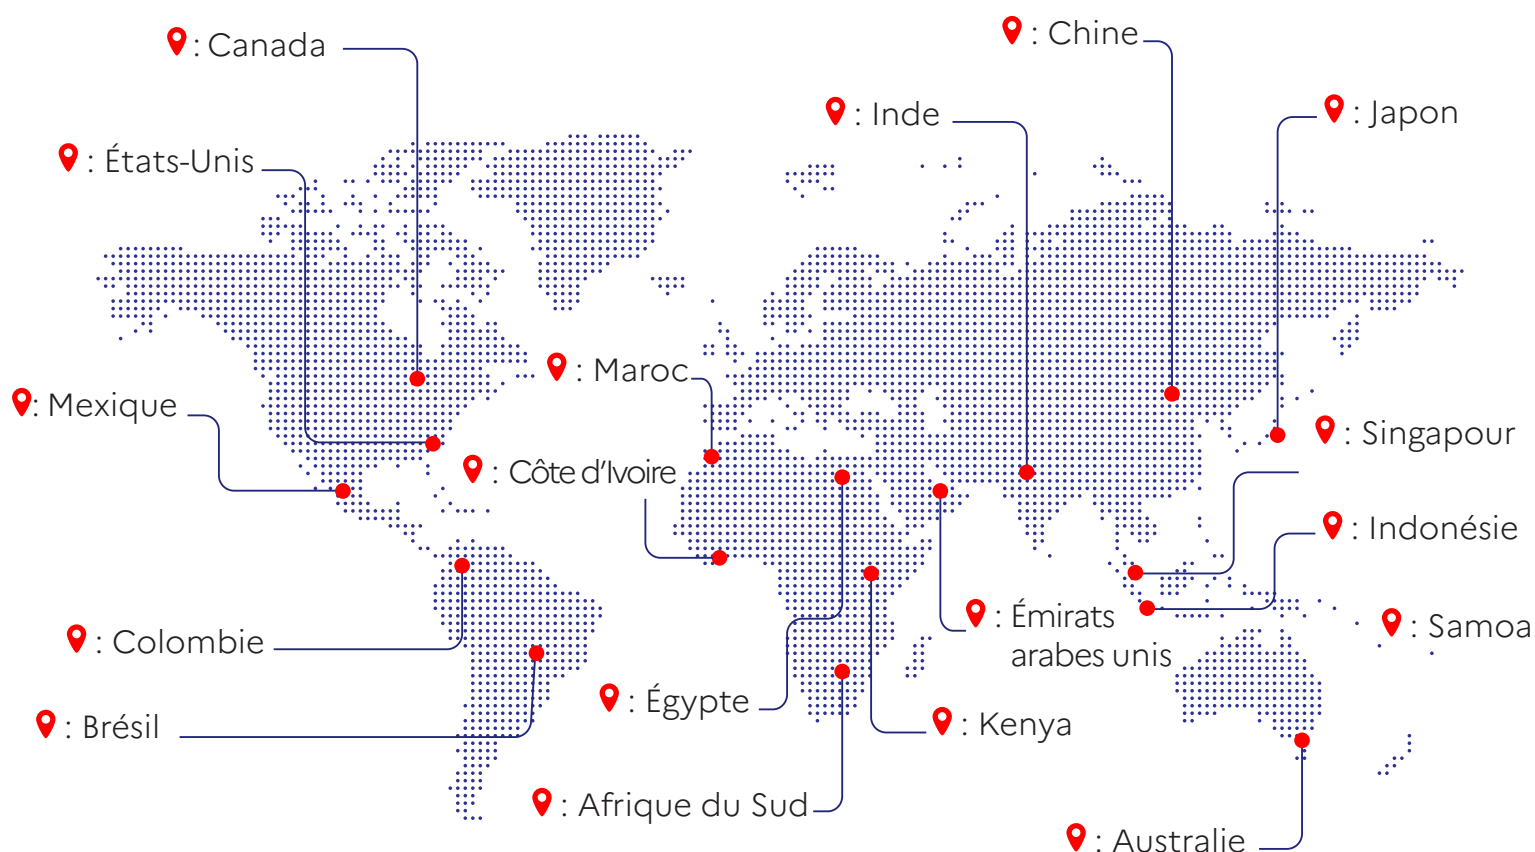 : Canada
: Chine
: Inde
: Japon
: États-Unis
: Maroc
: Mexique
: Singapour
: Côte d'Ivoire
: Indonésie
: Émirats
arabes unis
: Samoa
: Colombie
: Égypte
: Brésil
: Kenya
: Afrique du Sud
: Australie